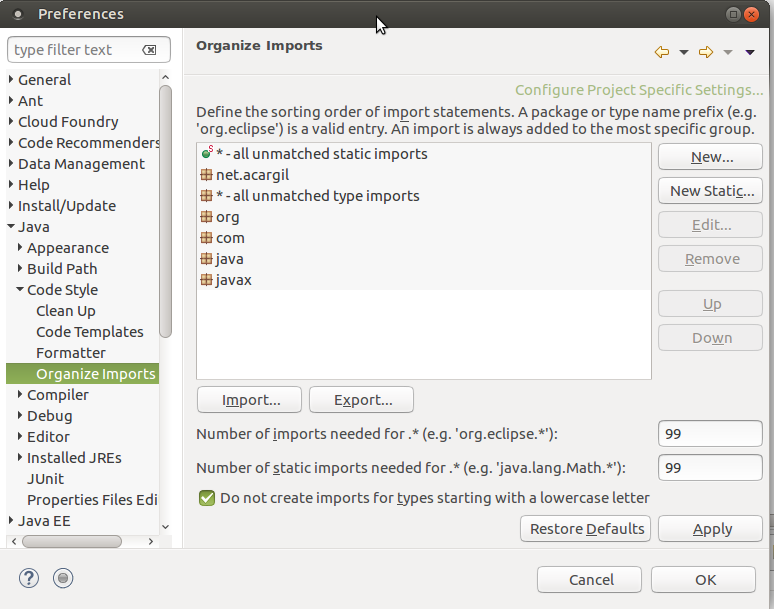 Preferences
type filter text
General
Ant
Cloud Foundry
Code Recommenders
Data Management
Help
Install/Update
Java
Appearance
Build Path
Code Style
Clean Up
Code Templates
Formatter
Organize Imports
Compiler
Debug
Editor
Installed JREs
JUnit
Properties Files Edi
Java EE
Organize Imports
Configure Project Specific Settings...
Define the sorting order of import statements. A package or type name prefix (e.g.
'org.eclipse') is a valid entry. An import is always added to the most specific group.
S * - all unmatched static imports
net.acargil
* - all unmatched type imports
org
com
java
javax
New...
New Static...
Edit...
Remove
Up
Down
Import... Export...
Number of imports needed for .* (e.g. 'org.eclipse.*'): 99
Number of static imports needed for .* (e.g. 'java.lang.Math.*'): 99
Do not create imports for types starting with a lowercase letter
Restore Defaults Apply
? Cancel OK